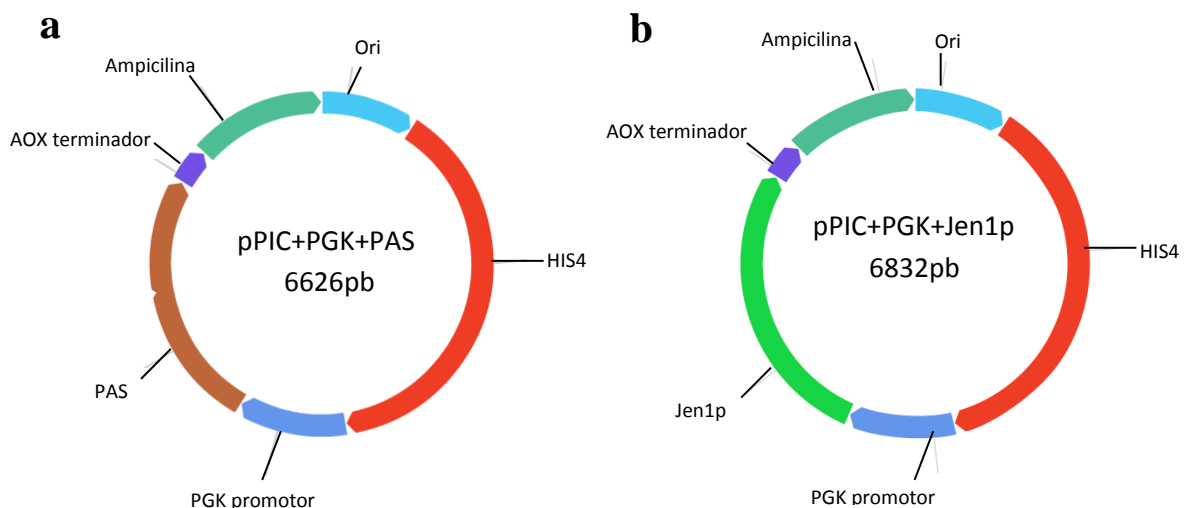 a
Ori
Ampicilina
AOX terminador
pPIC+PGK+PAS
6626pb
HIS4
PAS
PGK promotor
b
Ampicilina
Ori
AOX terminador
pPIC+PGK+Jen1p
6832pb
HIS4
Jen1p
PGK promotor